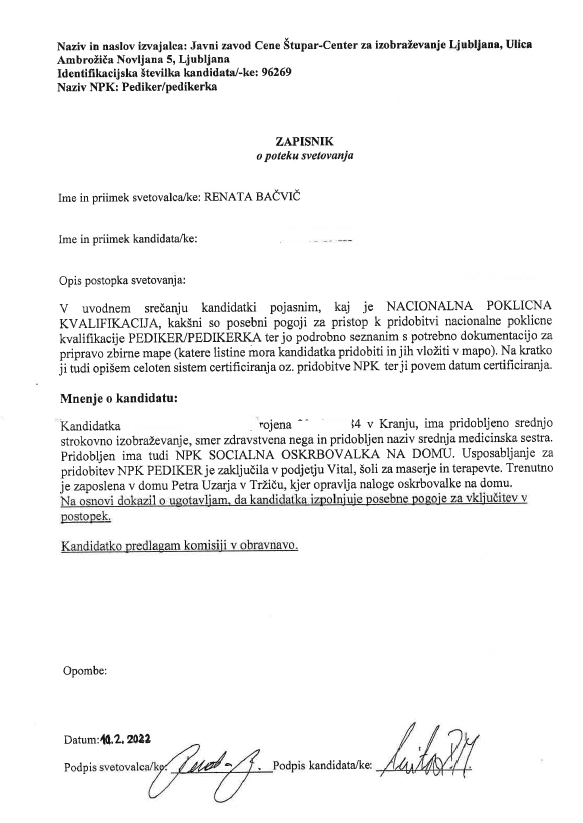 Naziv in naslov izvajalca: Javni zavod Cene Štupar-Center za izobraževanje Ljubljana, Ulica
Ambrožiča Novljana 5, Ljubljana
Identifikacijska številka kandidata/-ke: 96269
Naziv NPK: Pediker/pedikerka
ZAPISNIK
o poteku svetovanja
Ime in priimek svetovalca/ke: RENATA BAČVIČ
Ime in priimek kandidata/ke:
Opis postopka svetovanja:
V uvodnem srečanju kandidatki pojasnim, kaj je NACIONALNA POKLICNA
KVALIFIKACIJA, kakšni so posebni pogoji za pristop k pridobitvi nacionalne poklicne
kvalifikacije PEDIKER/PEDIKERKA ter jo podrobno seznanim s potrebno dokumentacijo za
pripravo zbirne mape (katere listine mora kandidatka pridobiti in jih vložiti v mapo). Na kratko
ji tudi opišem celoten sistem certificiranja oz. pridobitve NPK ter ji povem datum certificiranja.
Mnenje o kandidatu:
Kandidatka rojena 84 v Kranju, ima pridobljeno srednjo
strokovno izobraževanje, smer zdravstvena nega in pridobljen naziv srednja medicinska sestra.
Pridobljen ima tudi NPK SOCIALNA OSKRBOVALKA NA DOMU. Usposabljanje za
pridobitev NPK PEDIKER je zaključila v podjetju Vital, šoli za maserje in terapevte. Trenutno
je zaposlena v domu Petra Uzarja v Tržiču, kjer opravlja naloge oskrbovalke na domu.
Na osnovi dokazil o ugotavljam, da kandidatka izpolnjuje posebne pogoje za vključitev v
postopek.
Kandidatko predlagam komisiji v obravnavo.
Opombe:
Datum: 10.2. 2022
Podpis svetovalca/ke: Podpis kandidata/ke: